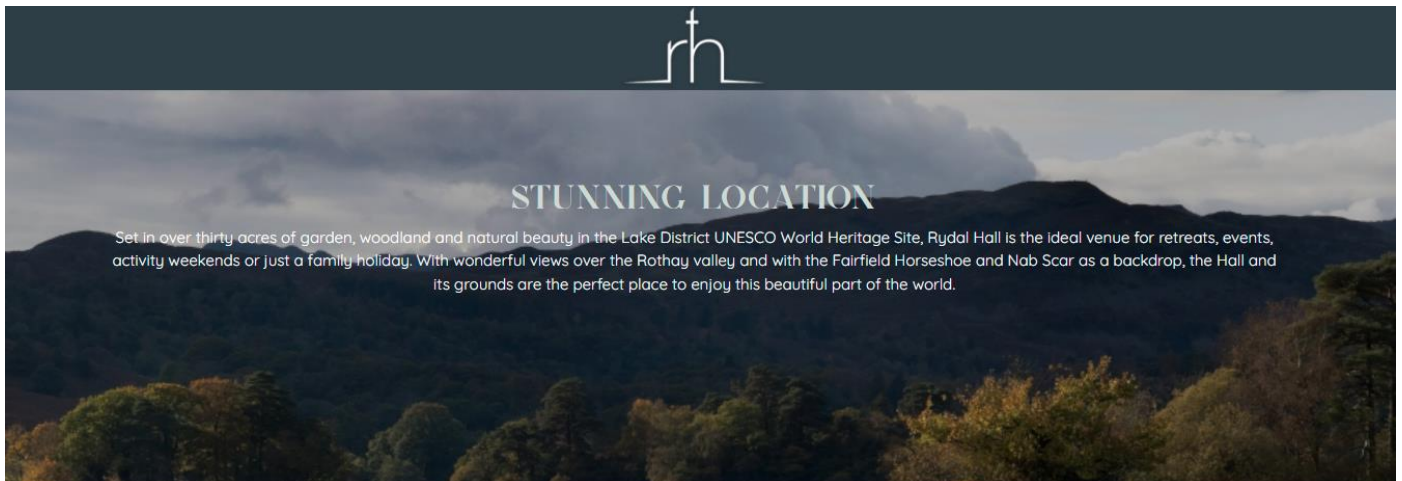 rh
STUNNING LOCATION
Set in over thirty acres of garden, woodland and natural beauty in the Lake District UNESCO World Heritage Site, Rydal Hall is the ideal venue for retreats, events,
activity weekends or just a family holiday. With wonderful views over the Rothay valley and with the Fairfield Horseshoe and Nab Scar as a backdrop, the Hall and
its grounds are the perfect place to enjoy this beautiful part of the world.